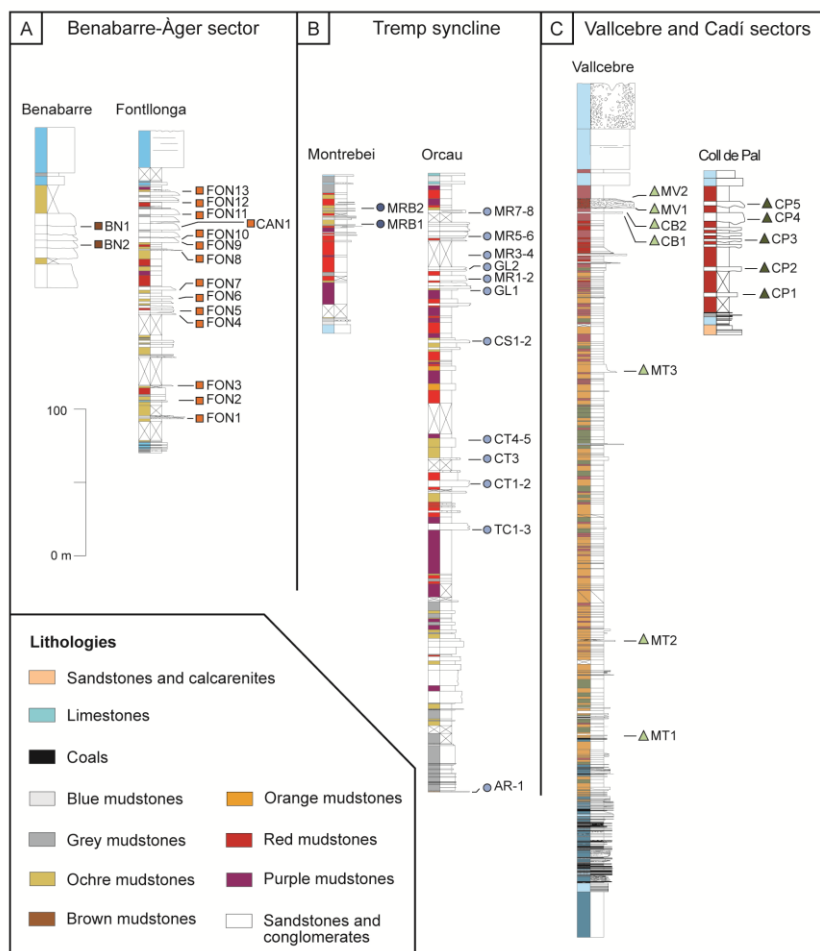 A
Benabarre-Àger sector
B
Tremp syncline
C
Vallcebre and Cadí sectors
Benabarre
Fontllonga
BN1
BN2
FON13
FON12
FON11
CAN1
FON10
FON9
FON8
FON7
FON6
FON5
FON4
FON3
FON2
FON1
100
0 m
Montrebei
Orcau
MRB2
MRB1
MR7-8
MR5-6
MR3-4
GL2
MR1-2
GL1
CS1-2
CT4-5
CT3
CT1-2
TC1-3
AR-1
Vallcebre
Coll de Pal
MV2
MV1
CB2
CB1
MT3
MT2
MT1
CP5
CP4
CP3
CP2
CP1
Lithologies
Sandstones and calcarenites
Limestones
Coals
Blue mudstones
Grey mudstones
Ochre mudstones
Brown mudstones
Orange mudstones
Red mudstones
Purple mudstones
Sandstones and
conglomerates